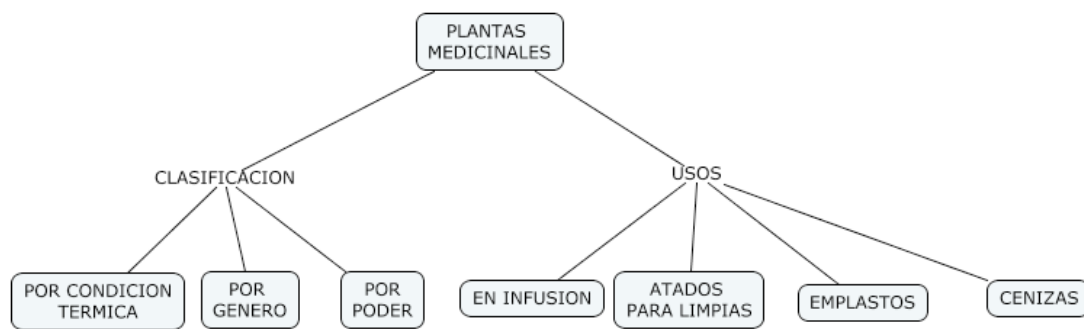 PLANTAS
MEDICINALES
CLASIFICACION
USOS
POR CONDICION
TERMICA
POR
GENERO
POR
PODER
EN INFUSION
ATADOS
PARA LIMPIAS
EMPLASTOS
CENIZAS